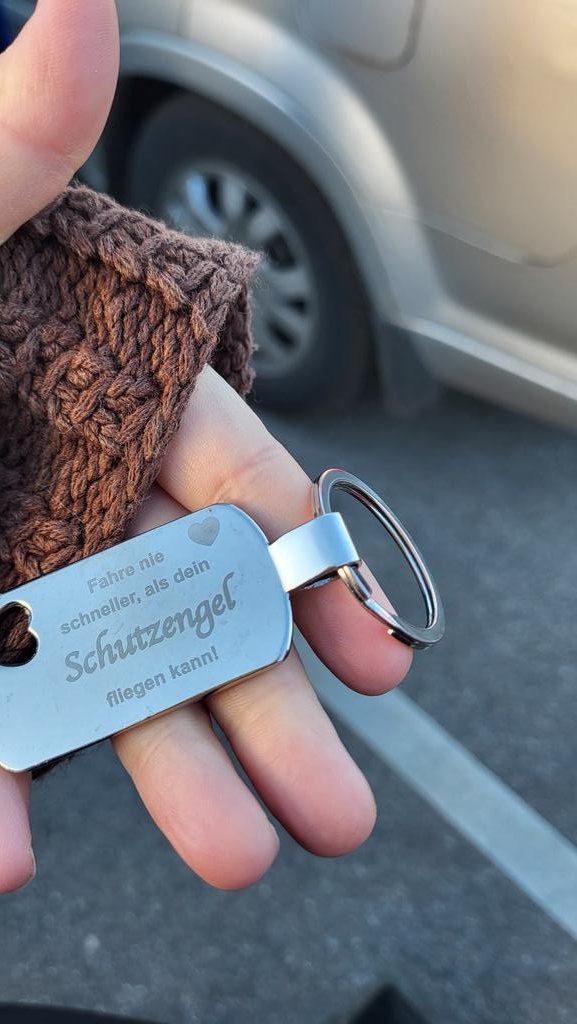 Fahre nie
schneller, als dein
Schutzengel
fliegen kann!